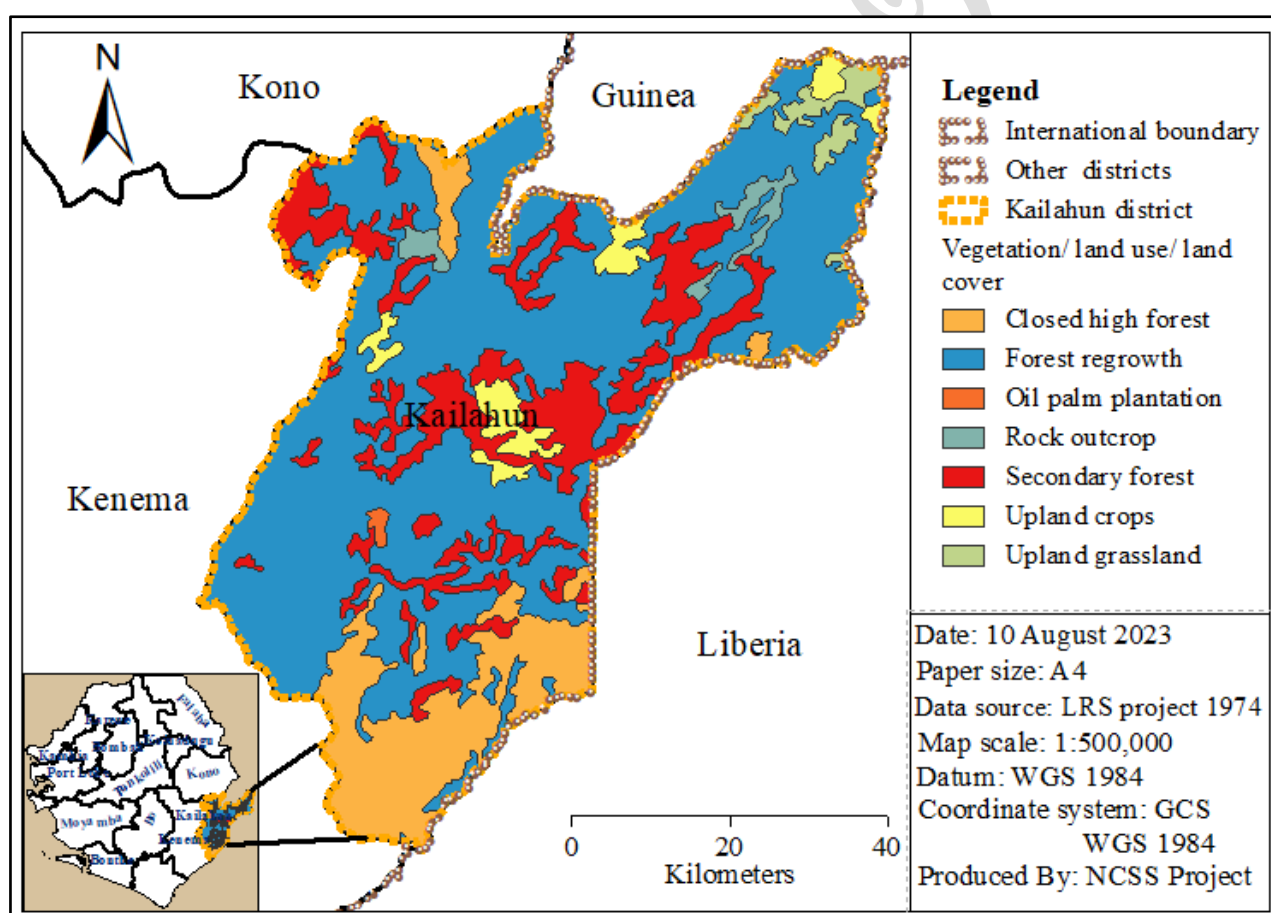 N
Kono
Guinea
Kailahun
Kenema
Liberia
0 20 40
Kilometers
Legend
International boundary
Other districts
Kailahun district
Vegetation/ land use/ land
cover
Closed high forest
Forest regrowth
Oil palm plantation
Rock outcrop
Secondary forest
Upland crops
Upland grassland
Date: 10 August 2023
Paper size: A4
Data source: LRS project 1974
Map scale: 1:500,000
Datum: WGS 1984
Coordinate system: GCS
WGS 1984
Produced By: NCSS Project
Kono
Tonkolili
Moyamba
Bo